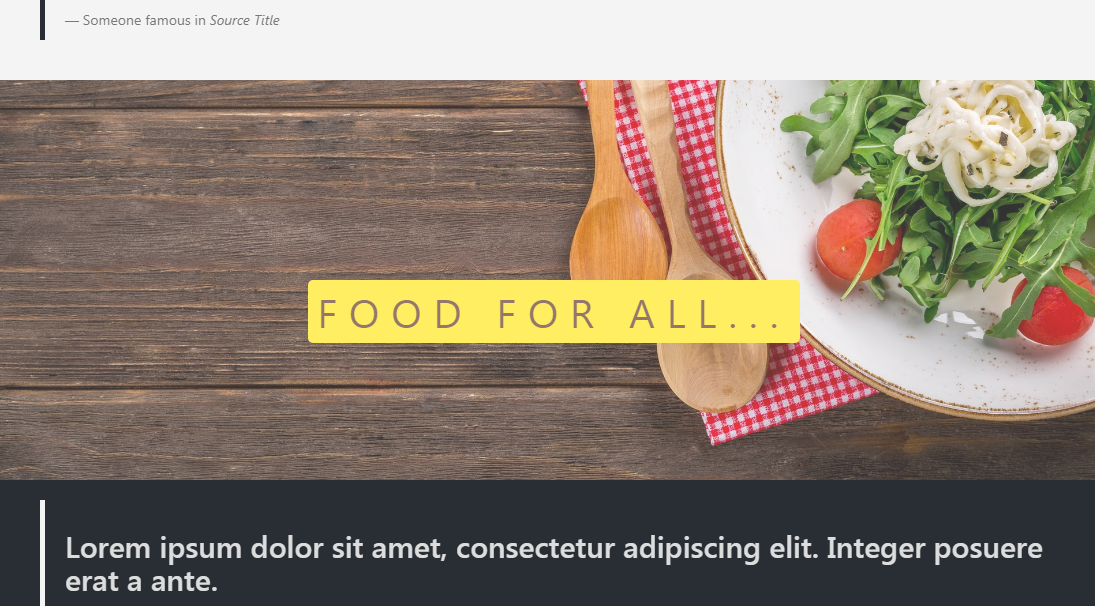 — Someone famous in Source Title
FOOD FOR ALL...
Lorem ipsum dolor sit amet, consectetur adipiscing elit. Integer posuere
erat a ante.